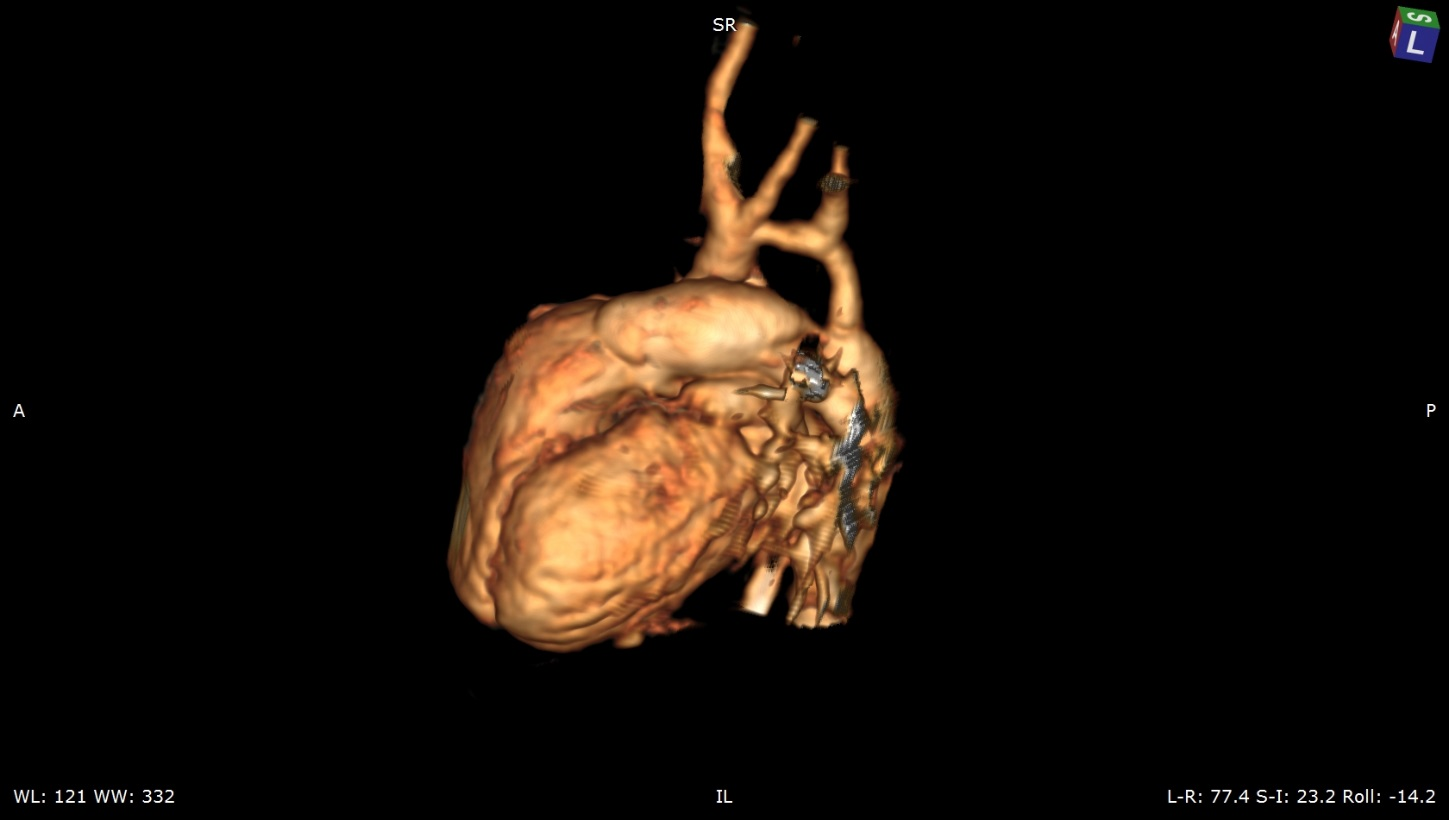 SR
S
A L
A
P
WL: 121 WW: 332
IL
L-R: 77.4 S-I: 23.2 Roll: -14.2